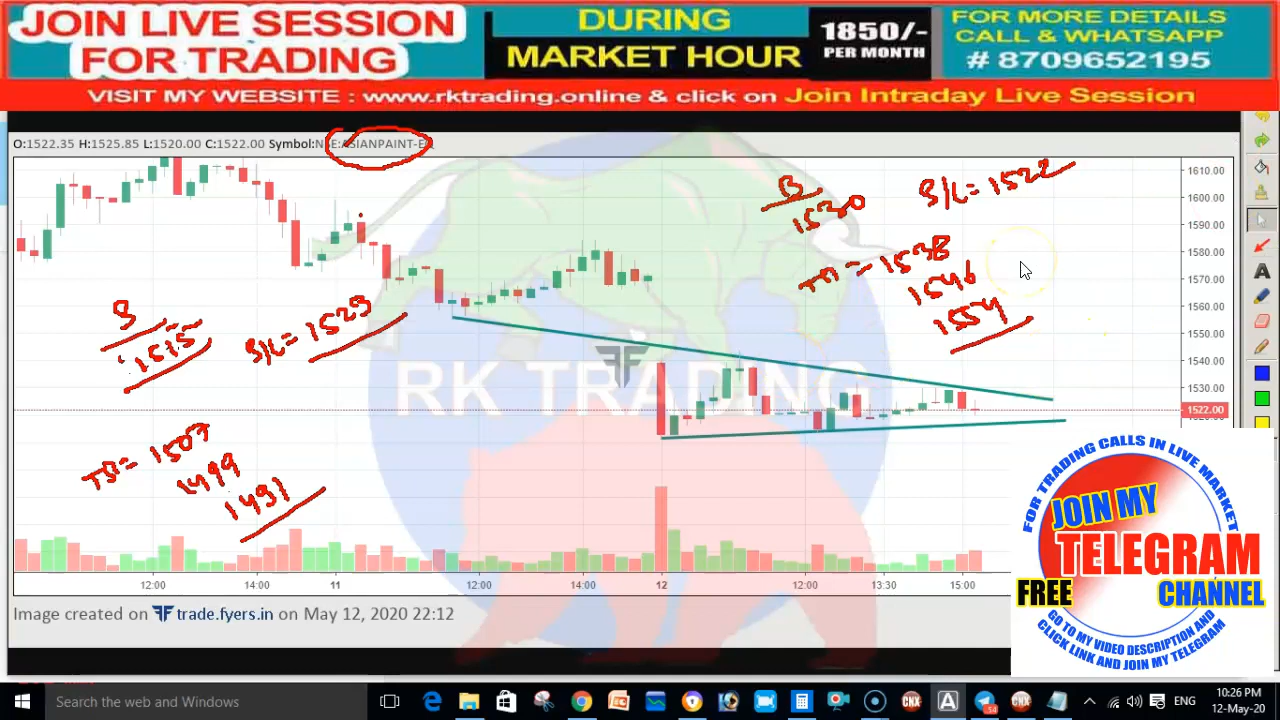 JOIN LIVE SESSION
FOR TRADING
DURING
MARKET HOUR
1850/-
PER MONTH
FOR MORE DETAILS
CALL & WHATSAPP
# 8709652195
VISIT MY WEBSITE : www.rktrading.online & click on Join Intraday Live Session
O:1522.35 H:1525.85 L:1520.00 C:1522.00 Symbol:NSE:ASIANPAINT-EQ
1610.00
1600.00
1590.00
1580.00
1570.00
1560.00
1550.00
1540.00
1530.00
1522.00
B
1530
S/L = 1522
1538
1546
1554
S
1515
S/L = 1523
1507
1499
1491
RK TRADING
12:00
14:00
11
12:00
14:00
12
12:00
13:30
15:00
Image created on trade.fyers.in on May 12, 2020 22:12
FOR TRADING CALLS IN LIVE MARKET
JOIN MY
TELEGRAM
FREE CHANNEL
GO TO MY VIDEO DESCRIPTION AND
CLICK LINK AND JOIN MY TELEGRAM
Search the web and Windows
ENG
10:26 PM
12-May-20